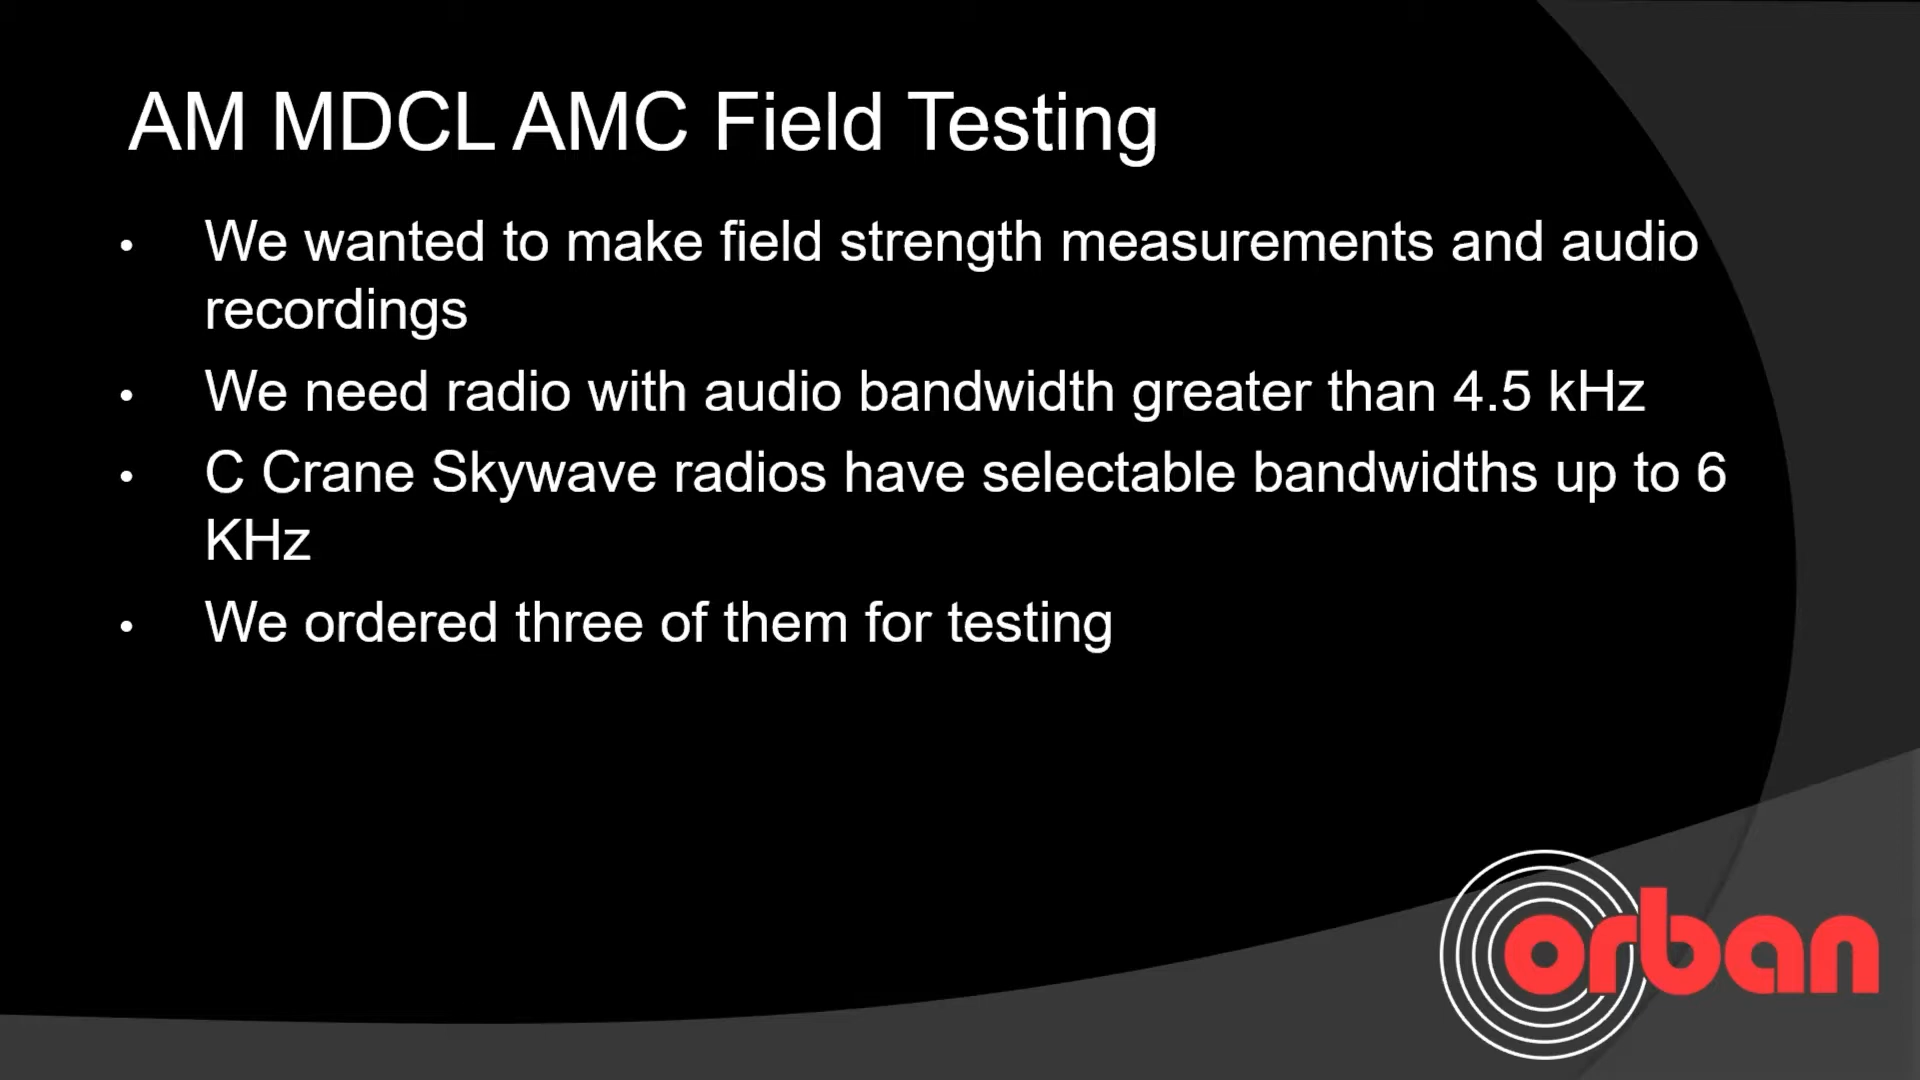 AM MDCL AMC Field Testing
• We wanted to make field strength measurements and audio
recordings
• We need radio with audio bandwidth greater than 4.5 kHz
• C Crane Skywave radios have selectable bandwidths up to 6
KHz
• We ordered three of them for testing
orban